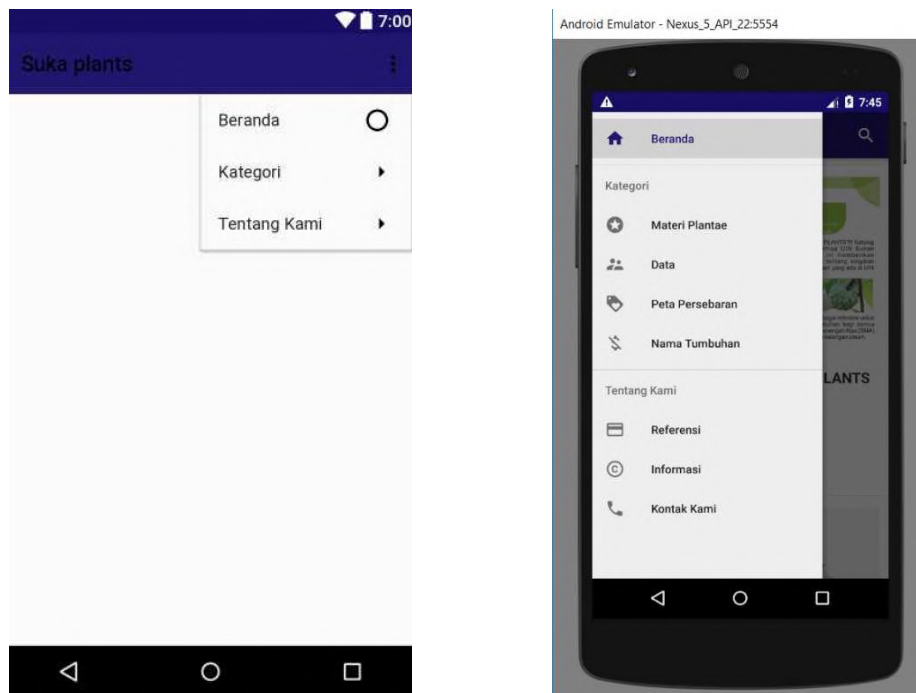 7:00
Suka plants
Beranda
Kategori
Tentang Kami
Android Emulator - Nexus_5_API_22:5554
7:45
Beranda
Kategori
Materi Plantae
Data
Peta Persebaran
Nama Tumbuhan
LANTS
Tentang Kami
Referensi
Informasi
Kontak Kami